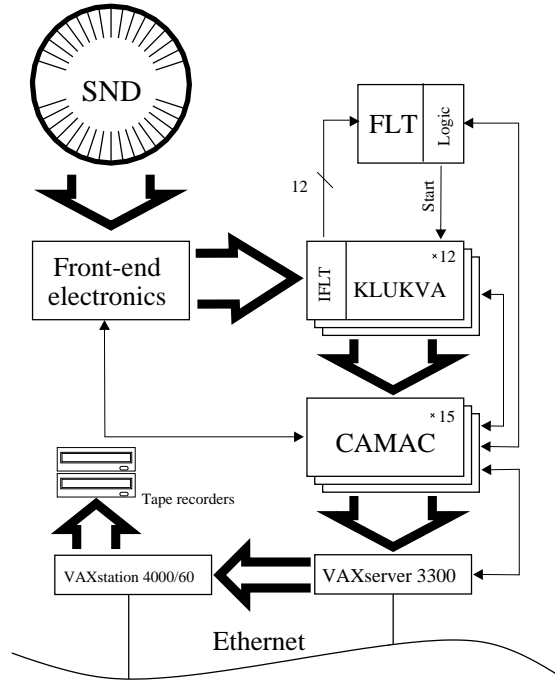 SND
FLT
Logic
12
Start
Front-end
electronics
IFLT
×12
KLUKVA
×15
CAMAC
Tape recorders
VAXstation 4000/60
VAXserver 3300
Ethernet